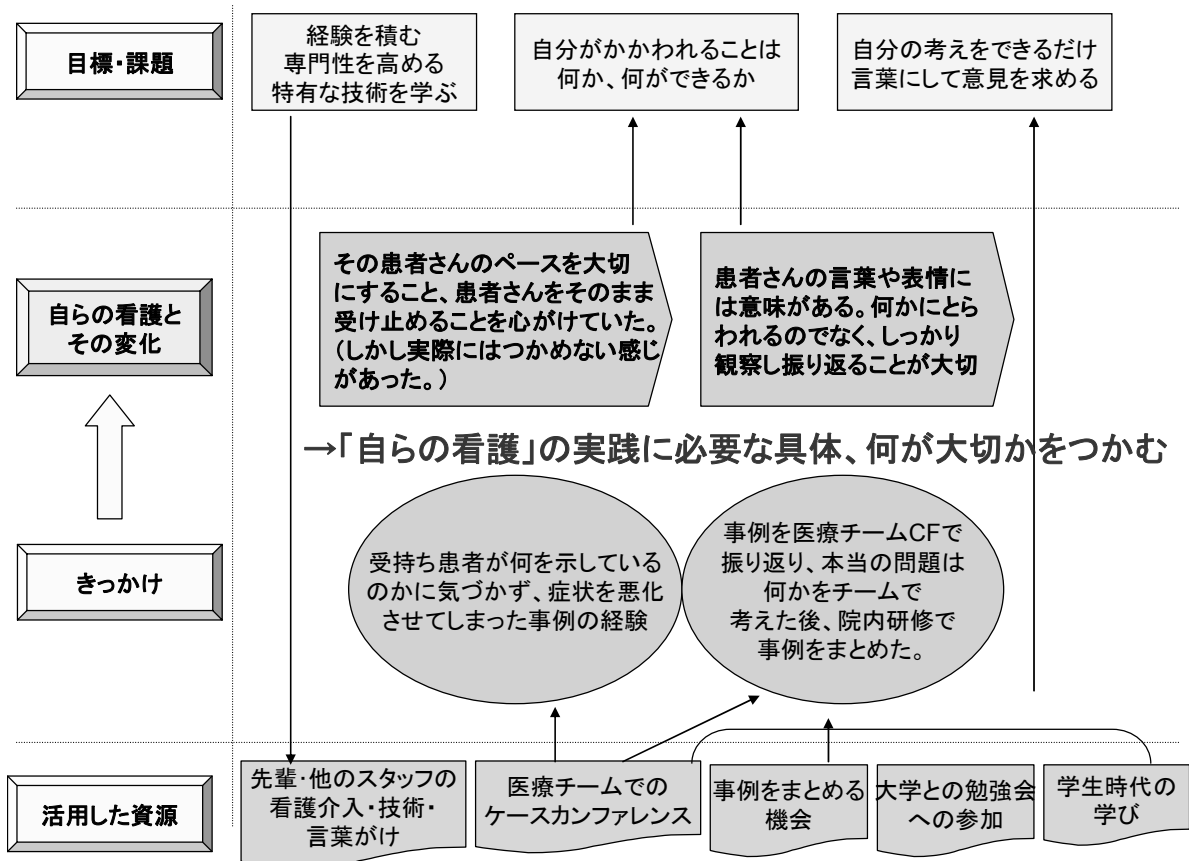 目標・課題
経験を積む
専門性を高める
特有な技術を学ぶ
自分がかかわれることは
何か、何ができるか
自分の考えをできるだけ
言葉にして意見を求める
自らの看護と
その変化
その患者さんのペースを大切
にすること、患者さんをそのまま
受け止めることを心がけていた。
(しかし実際にはつかめない感じ
があった。)
患者さんの言葉や表情に
は意味がある。何かにとら
われるのでなく、しっかり
観察し振り返ることが大切
→「自らの看護」の実践に必要な具体、何が大切かをつかむ
きっかけ
受持ち患者が何を示している
のかに気づかず、症状を悪化
させてしまった事例の経験
事例を医療チームCFで
振り返り、本当の問題は
何かをチームで
考えた後、院内研修で
事例をまとめた。
活用した資源
先輩・他のスタッフの
看護介入・技術・
言葉がけ
医療チームでの
ケースカンファレンス
事例をまとめる
機会
大学との勉強会
への参加
学生時代の
学び